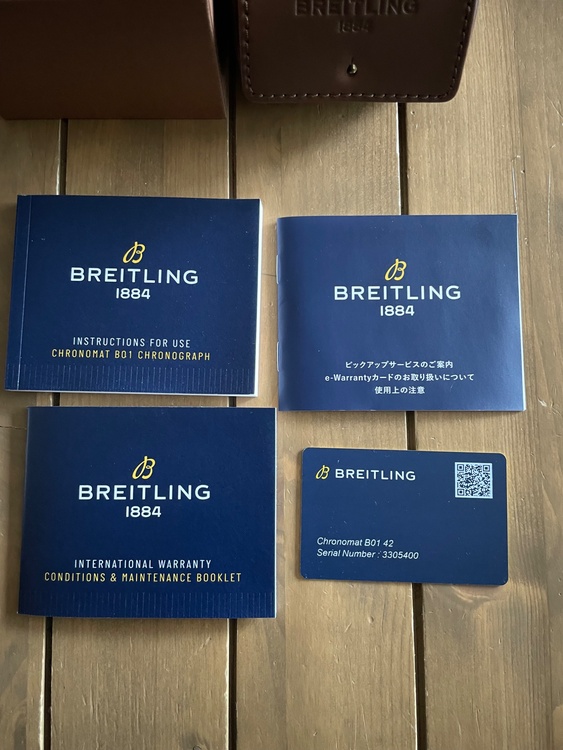 BREITLING
1884
BREITLING
1884
INSTRUCTIONS FOR USE
CHRONOMAT B01 CHRONOGRAPH
BREITLING
1884
ピックアップサービスのご案内
e-Warrantyカードのお取り扱いについて
使用上の注意
BREITLING
1884
INTERNATIONAL WARRANTY
CONDITIONS & MAINTENANCE BOOKLET
BREITLING
Chronomat B01 42
Serial Number : 3305400